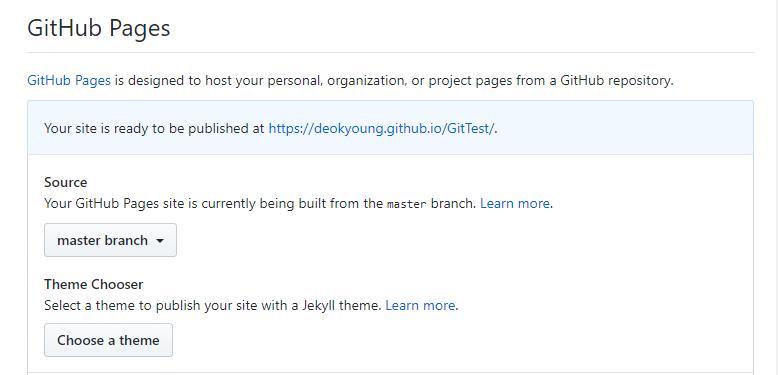 GitHub Pages
GitHub Pages is designed to host your personal, organization, or project pages from a GitHub repository.
Your site is ready to be published at https://deokyoung.github.io/GitTest/.
Source
Your GitHub Pages site is currently being built from the master branch. Learn more.
master branch
Theme Chooser
Select a theme to publish your site with a Jekyll theme. Learn more.
Choose a theme